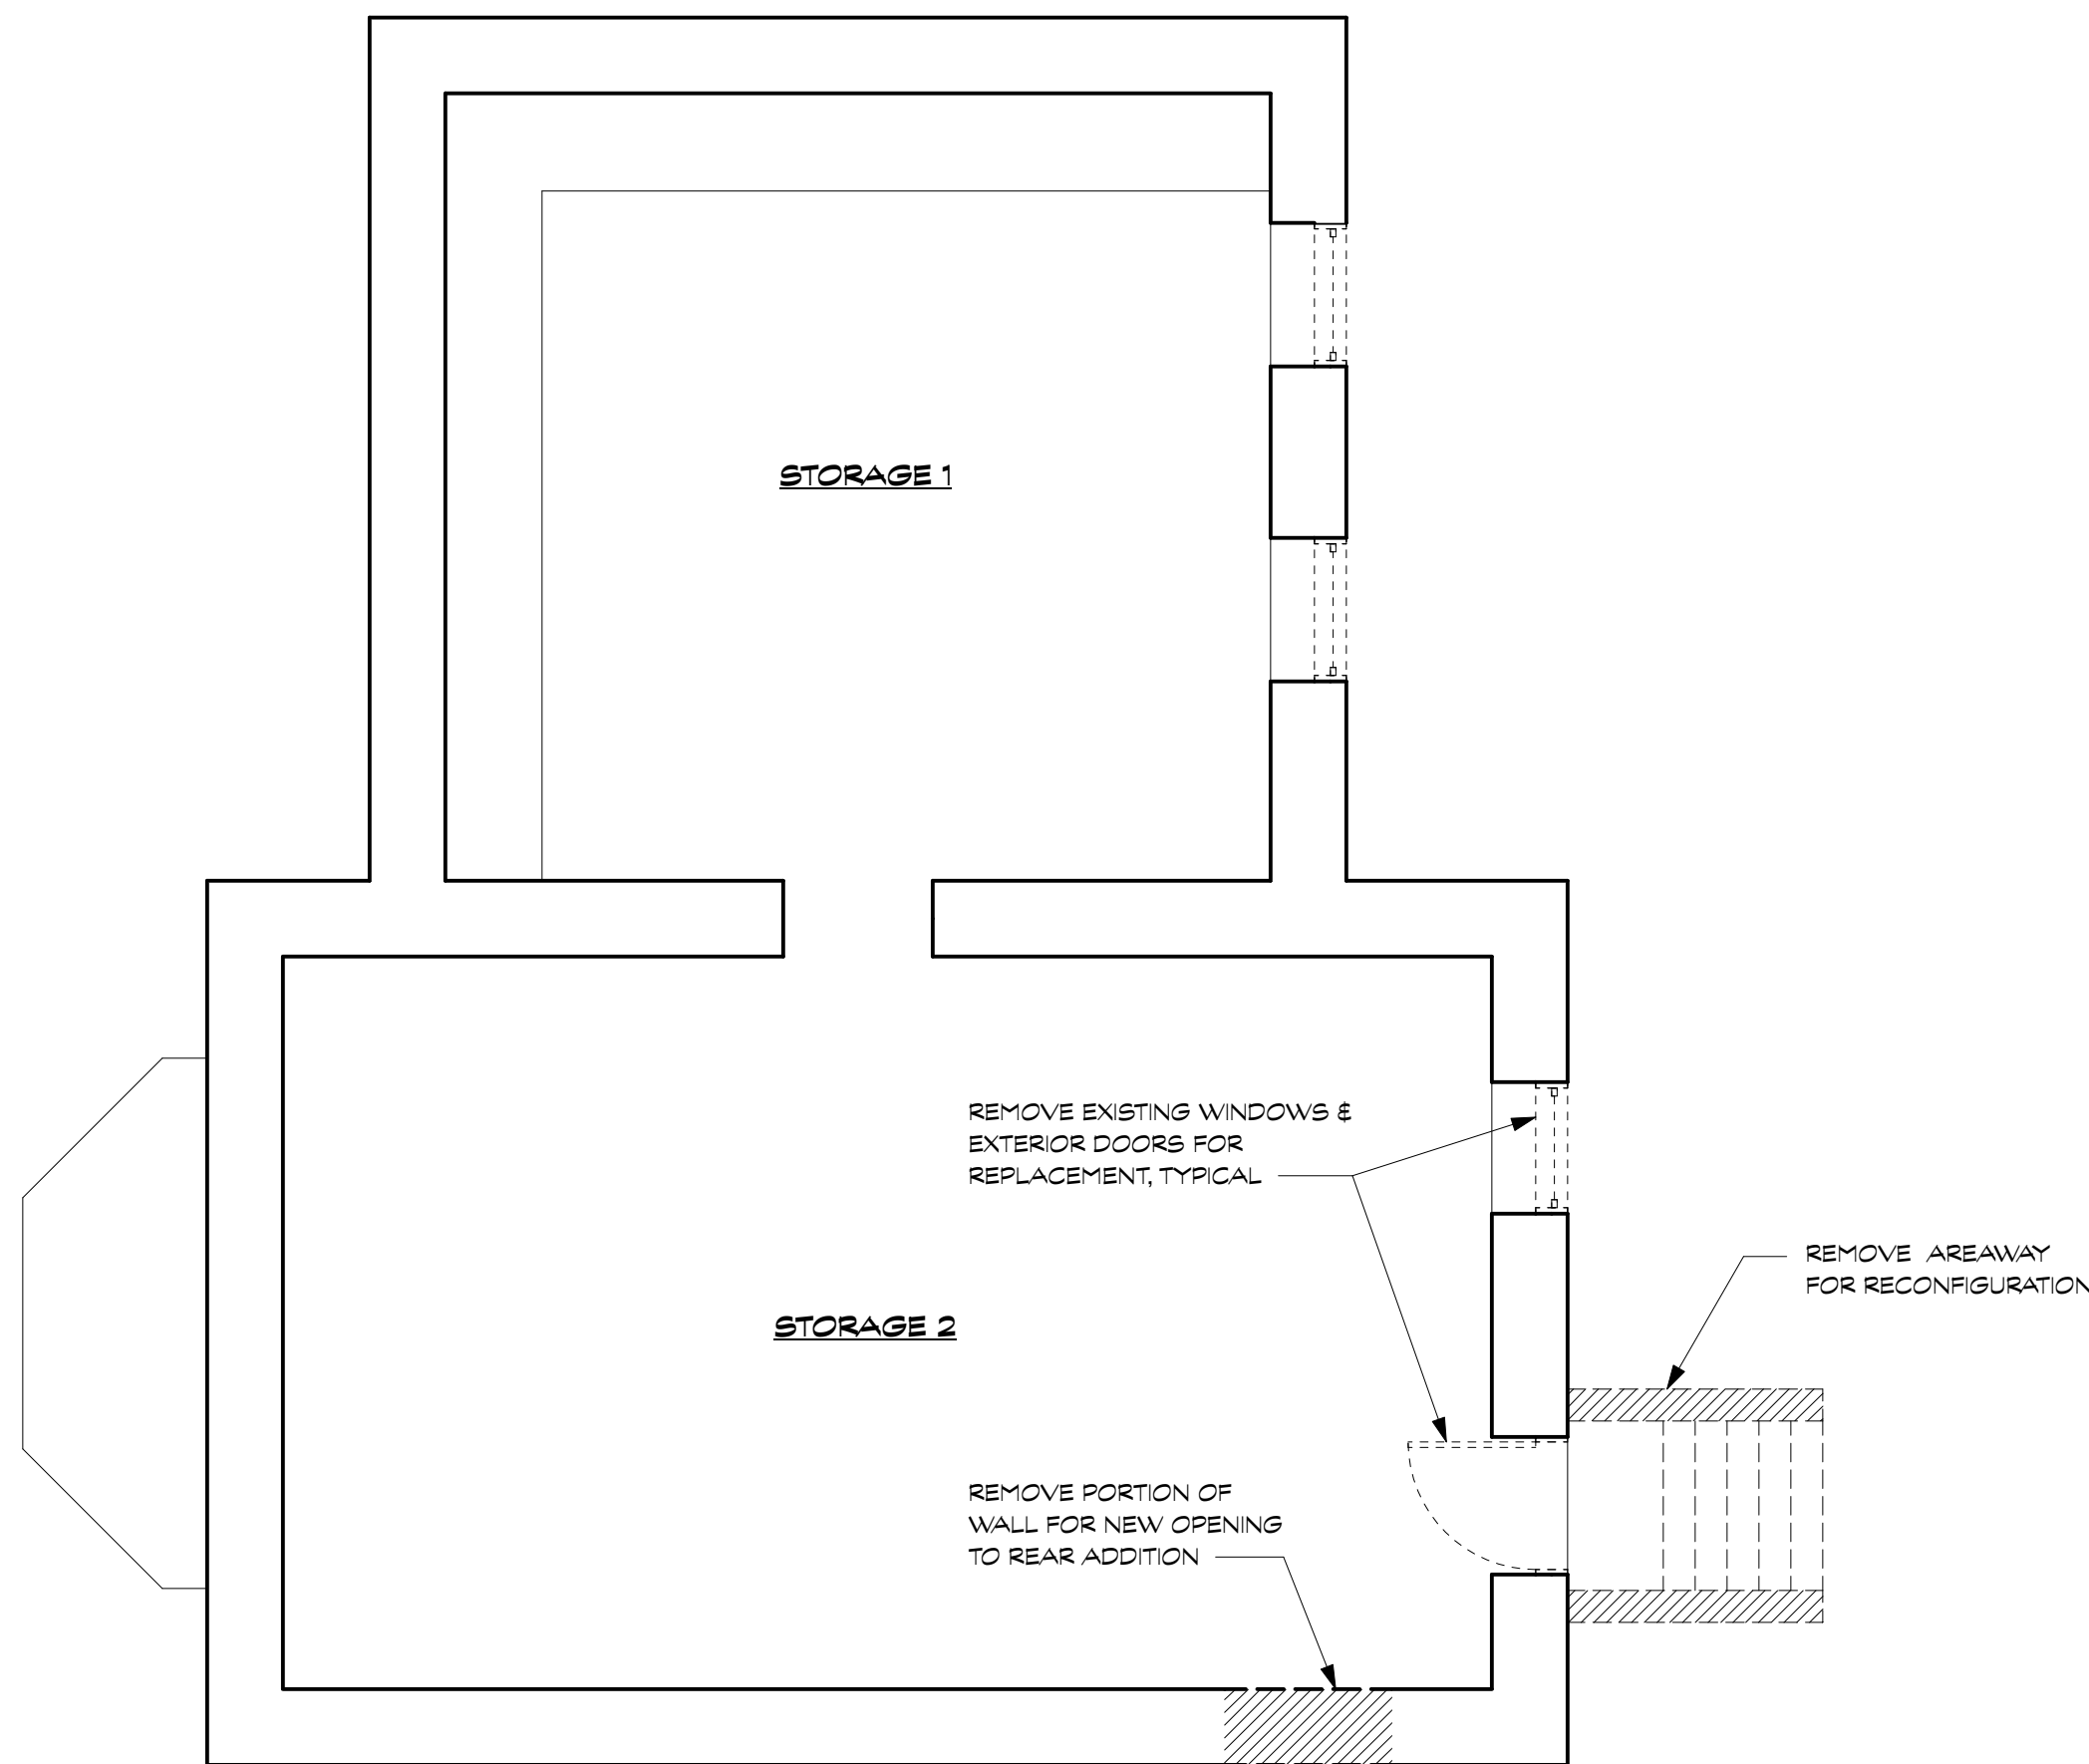 STORAGE 1
REMOVE EXISTING WINDOWS &
EXTERIOR DOORS FOR
REPLACEMENT, TYPICAL
REMOVE AREAWAY
FOR RECONFIGURATION
STORAGE 2
REMOVE PORTION OF
WALL FOR NEW OPENING
TO REAR ADDITION